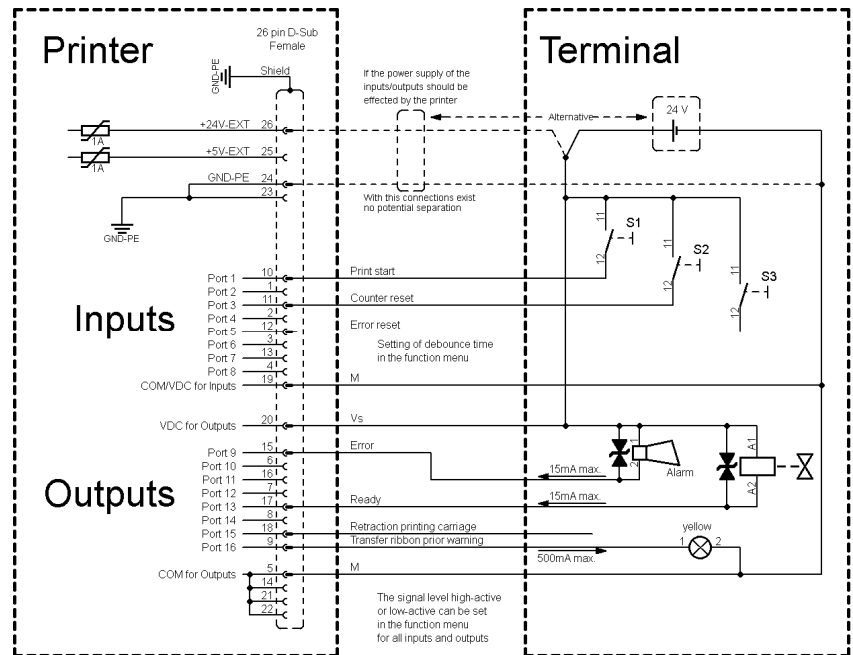 Printer
26 pin D-Sub
Female
Terminal
GND-PE
Shield
If the power supply of the
inputs/outputs should be
effected by the printer
Alternative
24 V
+24V-EXT 26
1A
+5V-EXT 25
1A
GND-PE 24
23
GND-PE
With this connections exist
no potential separation
11
S1
12
11
S2
12
11
S3
12
Inputs
Port 1 10 Print start
Port 2 1
Port 3 11 Counter reset
Port 4 2
Port 5 12 Error reset
Port 6 3
Port 7 13
Port 8 4
Setting of debounce time
in the function menu
COM/VDC for Inputs 19 M
VDC for Outputs 20 Vs
Outputs
Port 9 15 Error
Port 10 6
Port 11 16
Port 12 7
Port 13 17 Ready
Port 14 8
Port 15 18 Retraction printing carriage
Port 16 9 Transfer ribbon prior warning
15mA max.
1
2
Alarm
A1
A2
15mA max.
yellow
1
2
500mA max.
COM for Outputs 5 M
14
21
22
The signal level high-active
or low-active can be set
in the function menu
for all inputs and outputs